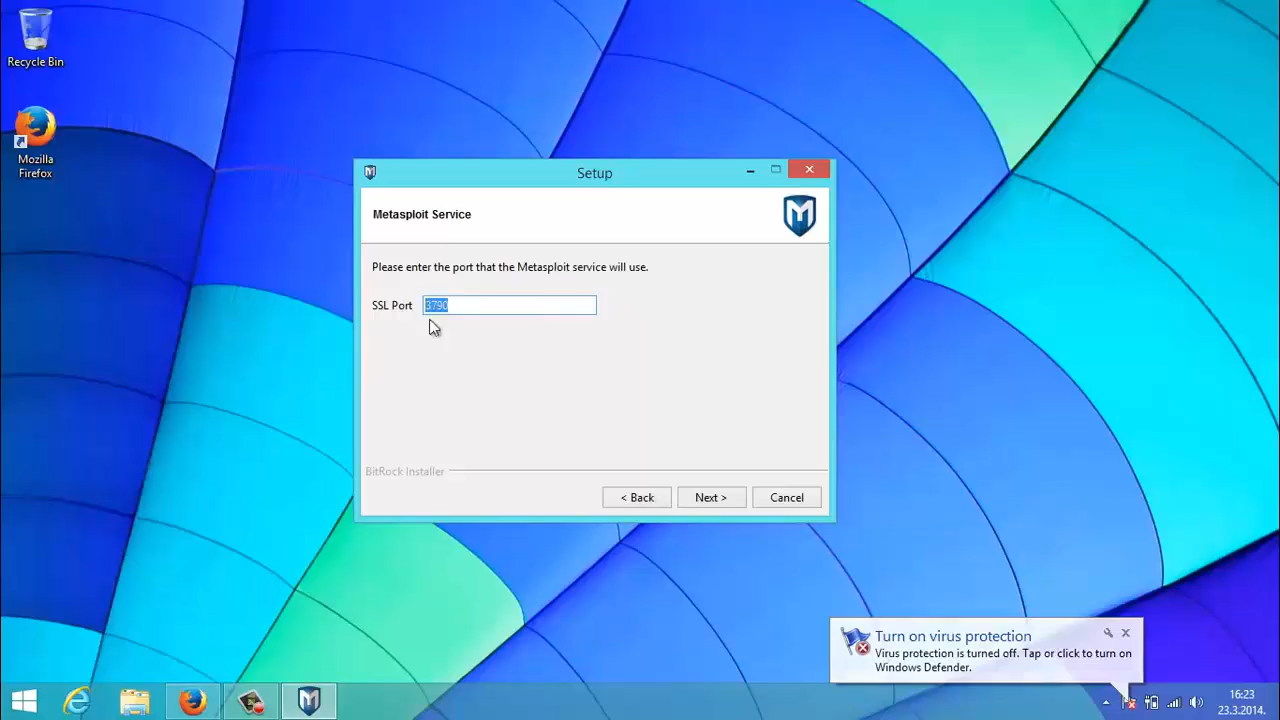 Recycle Bin
Mozilla
Firefox
Setup
Metasploit Service
Please enter the port that the Metasploit service will use.
SSL Port 3790
BitRock Installer
< Back Next > Cancel
Turn on virus protection
Virus protection is turned off. Tap or click to turn on
Windows Defender.
16:23
23.3.2014.